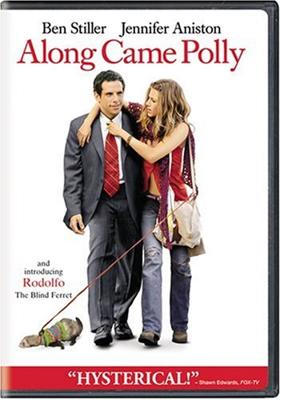 Ben Stiller Jennifer Aniston
Along Came Polly
and
introducing
Rodolfo
The Blind Ferret
"HYSTERICAL!" – Shawn Edwards, FOX-TV